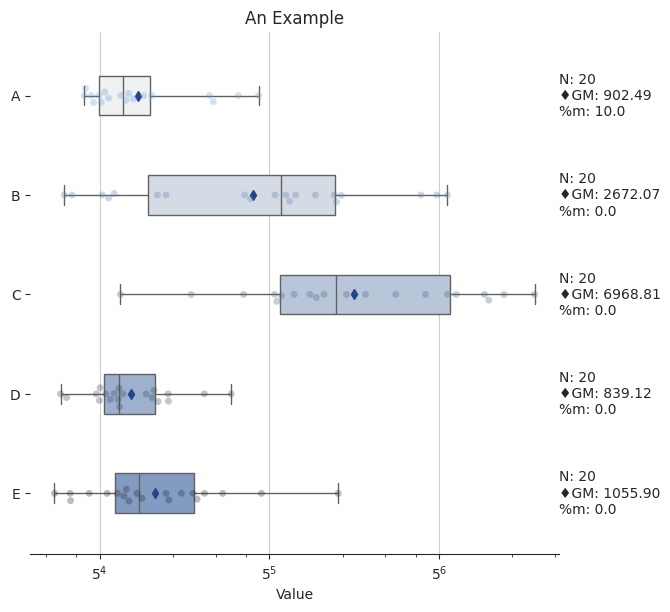 An Example
A
N: 20
♦GM: 902.49
%m: 10.0
B
N: 20
♦GM: 2672.07
%m: 0.0
C
N: 20
♦GM: 6968.81
%m: 0.0
D
N: 20
♦GM: 839.12
%m: 0.0
E
N: 20
♦GM: 1055.90
%m: 0.0
5⁴ 5⁵ 5⁶
Value